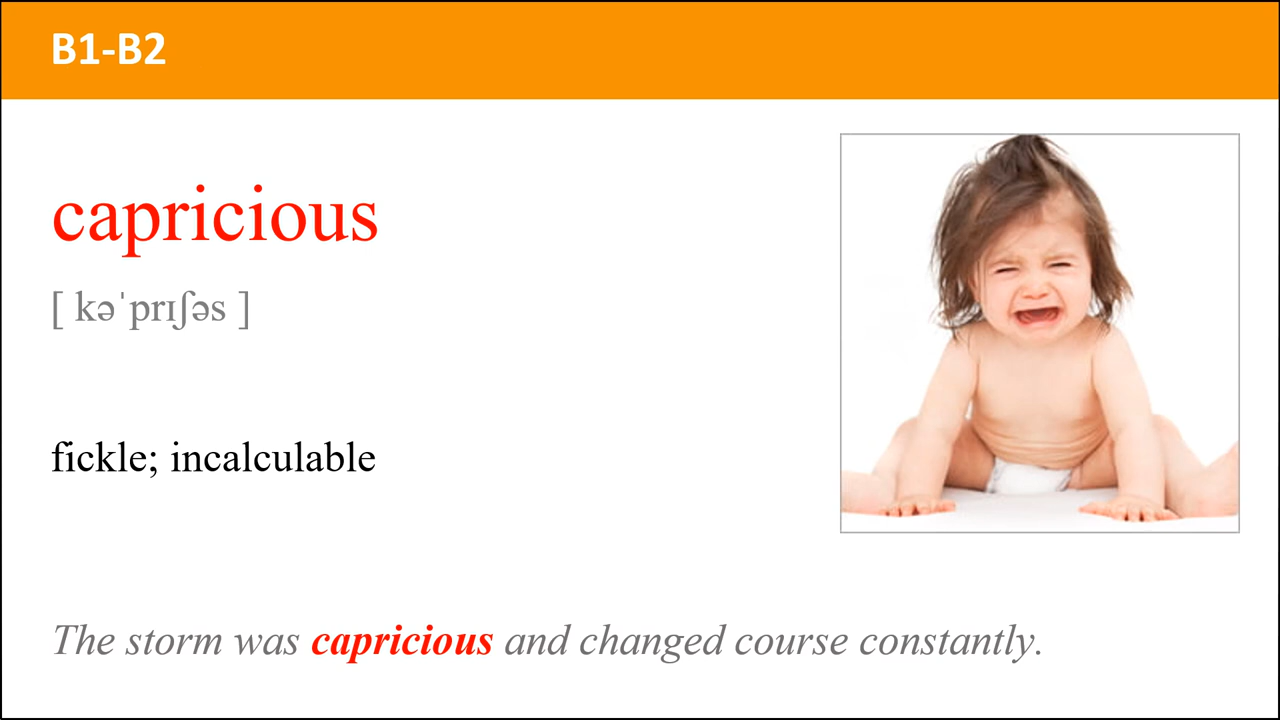 B1-B2
capricious
[ kəˈprɪʃəs ]
fickle; incalculable
The storm was capricious and changed course constantly.